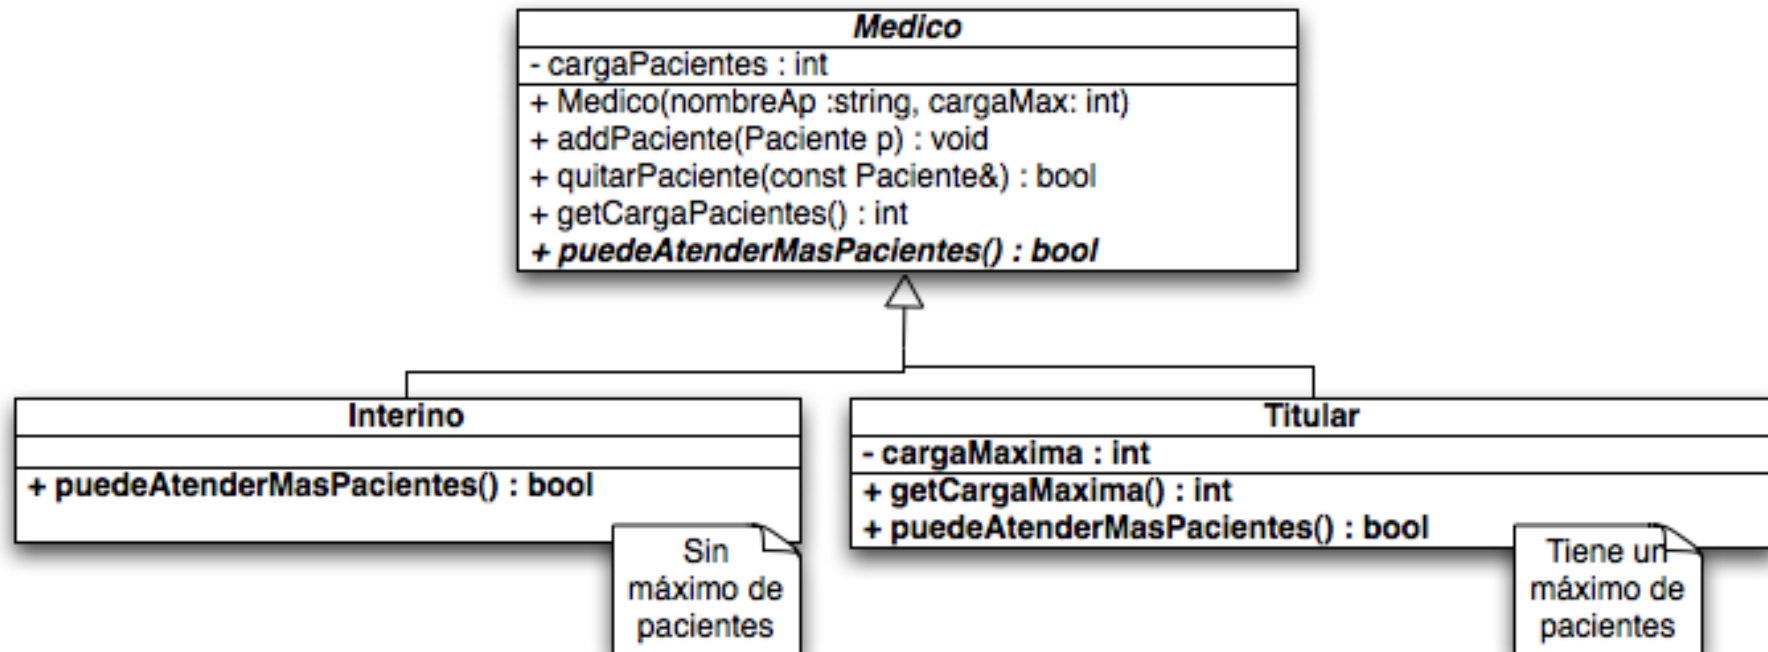 Medico
- cargaPacientes : int
+ Medico(nombreAp :string, cargaMax: int)
+ addPaciente(Paciente p) : void
+ quitarPaciente(const Paciente&) : bool
+ getCargaPacientes() : int
+ puedeAtenderMasPacientes() : bool
Interino
+ puedeAtenderMasPacientes() : bool
Sin
máximo de
pacientes
Titular
- cargaMaxima : int
+ getCargaMaxima() : int
+ puedeAtenderMasPacientes() : bool
Tiene un
máximo de
pacientes